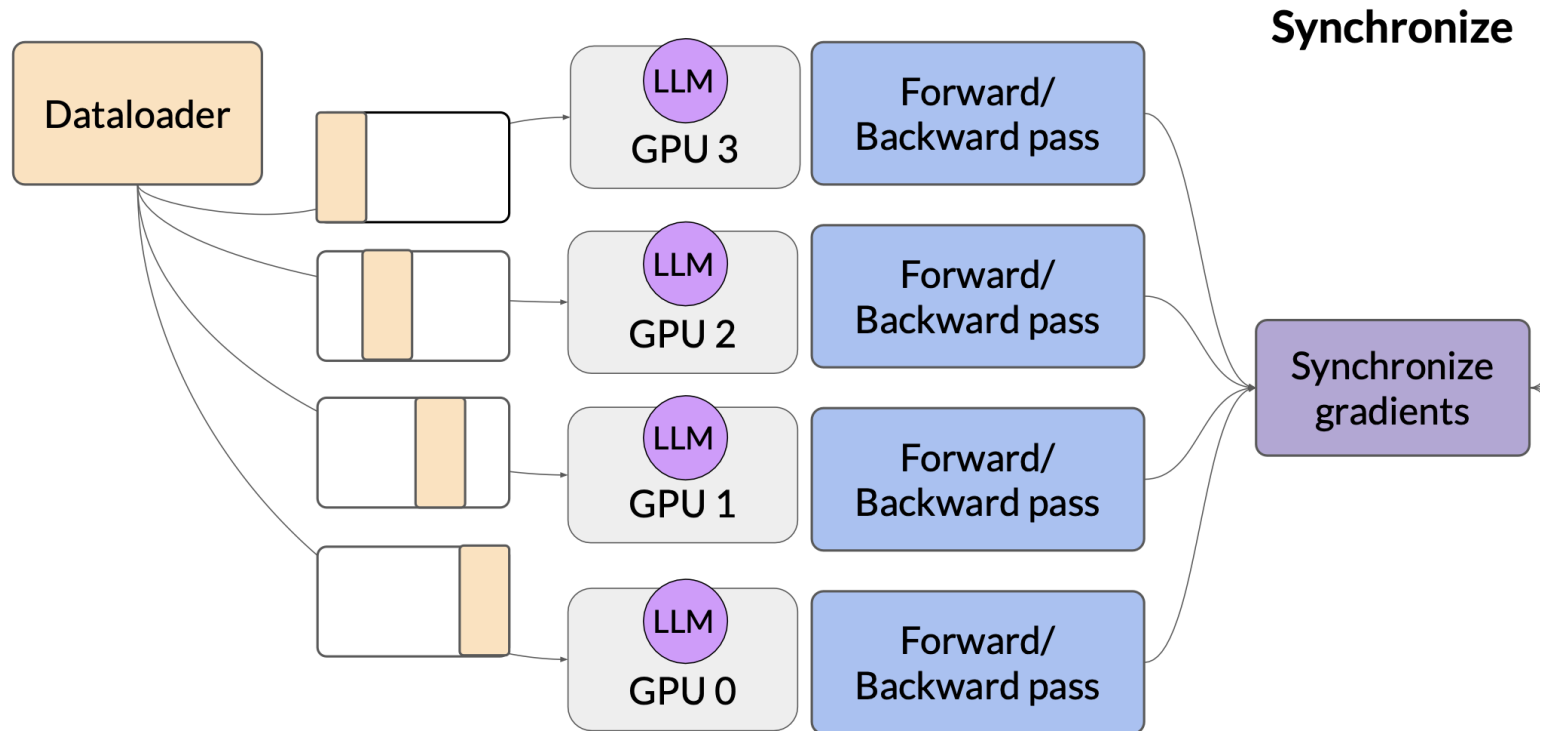 Synchronize
Dataloader
LLM
GPU 3
Forward/
Backward pass
LLM
GPU 2
Forward/
Backward pass
LLM
GPU 1
Forward/
Backward pass
LLM
GPU 0
Forward/
Backward pass
Synchronize
gradients